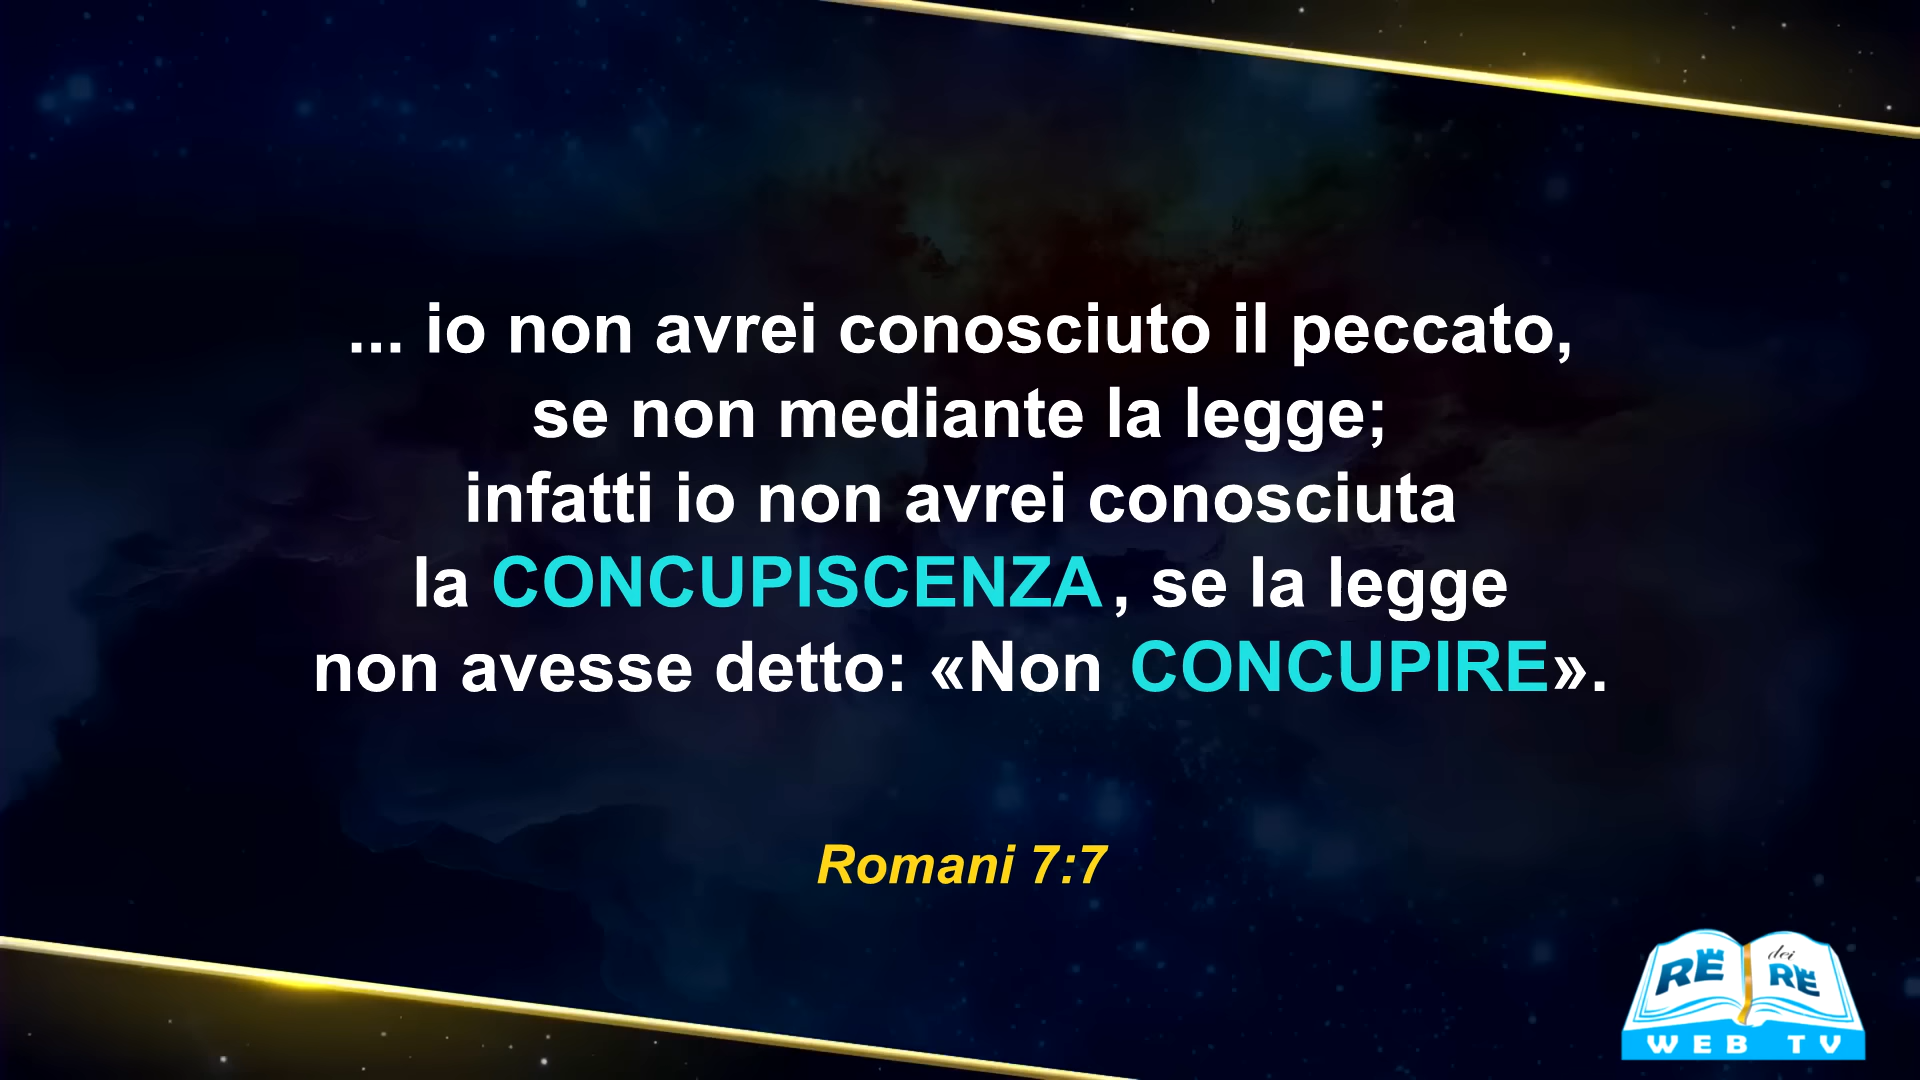 ... io non avrei conosciuto il peccato,
se non mediante la legge;
infatti io non avrei conosciuta
la CONCUPISCENZA , se la legge
non avesse detto: «Non CONCUPIRE».
Romani 7:7
RE dei RE
WEB TV